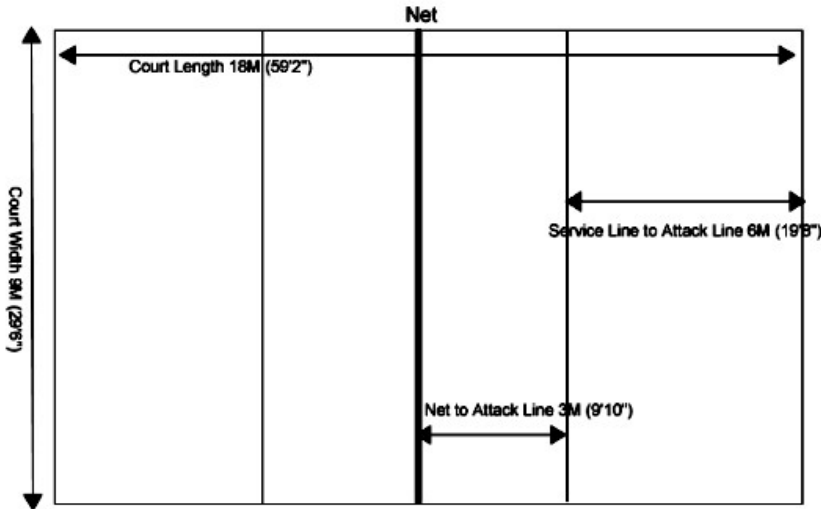 Net
Court Length 18M (59'2")
Court Width 9M (29'6")
Service Line to Attack Line 6M (19'8")
Net to Attack Line 3M (9'10")